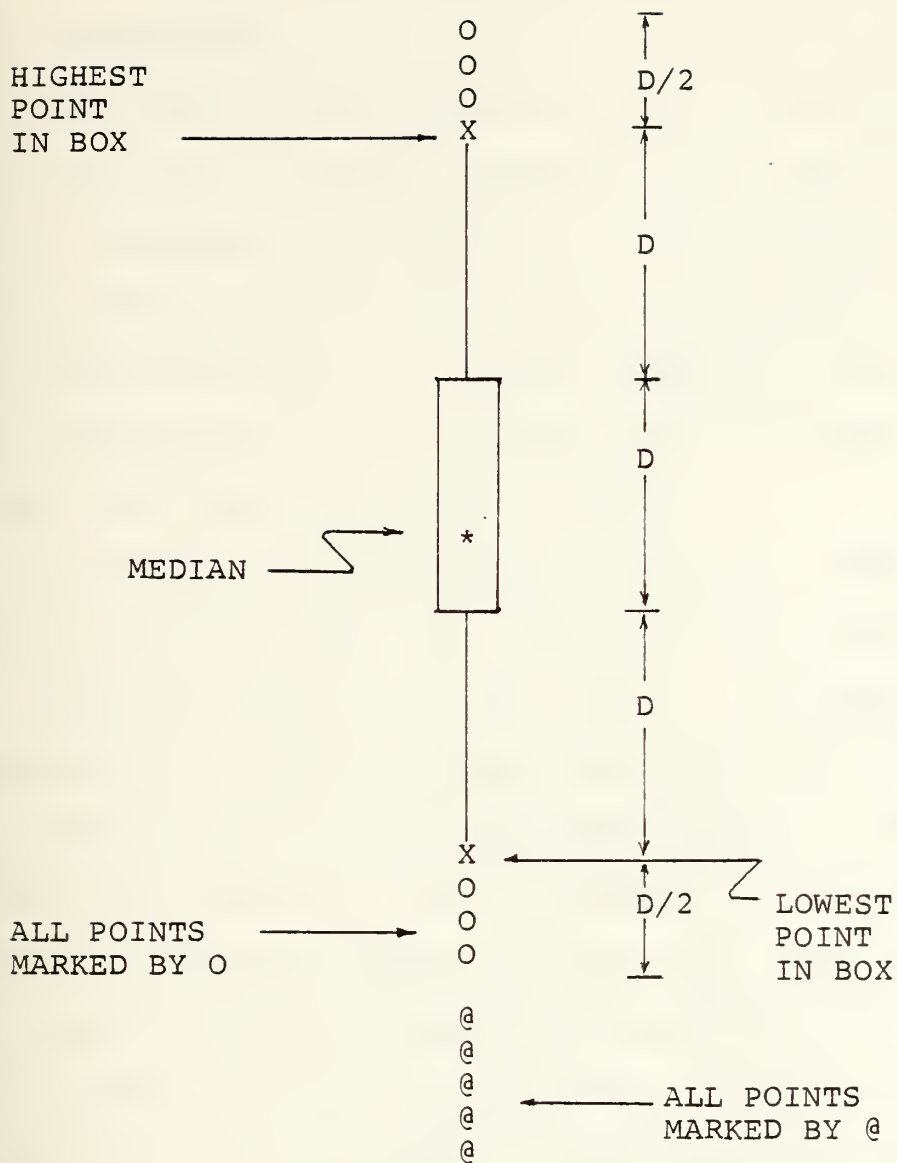 O
O
O
X
HIGHEST
POINT
IN BOX
D/2
D
D
*
MEDIAN
D
X
O
O
O
D/2
LOWEST
POINT
IN BOX
ALL POINTS
MARKED BY O
@
@
@
@
@
ALL POINTS
MARKED BY @